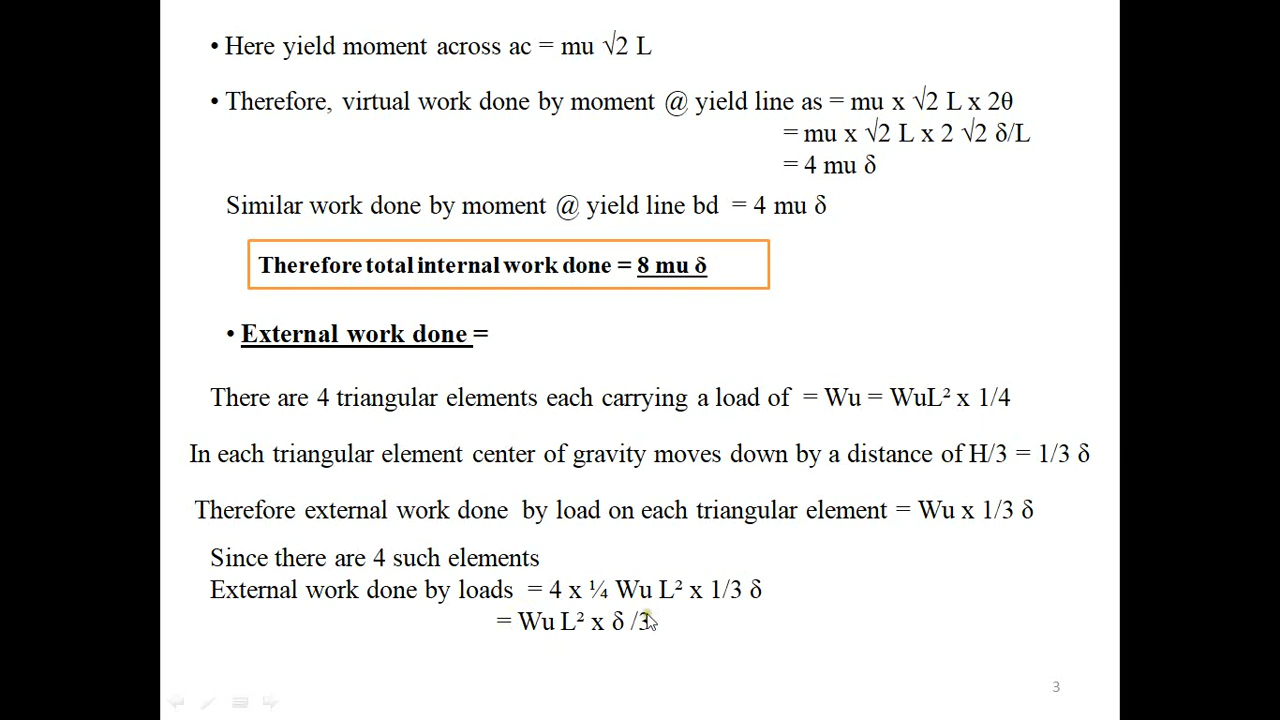 • Here yield moment across ac = mu √2 L
• Therefore, virtual work done by moment @ yield line as = mu x √2 L x 2θ
= mu x √2 L x 2 √2 δ/L
= 4 mu δ
Similar work done by moment @ yield line bd = 4 mu δ
Therefore total internal work done = 8 mu δ
• External work done =
There are 4 triangular elements each carrying a load of = Wu = WuL² x 1/4
In each triangular element center of gravity moves down by a distance of H/3 = 1/3 δ
Therefore external work done by load on each triangular element = Wu x 1/3 δ
Since there are 4 such elements
External work done by loads = 4 x ¼ Wu L² x 1/3 δ
= Wu L² x δ /3
3